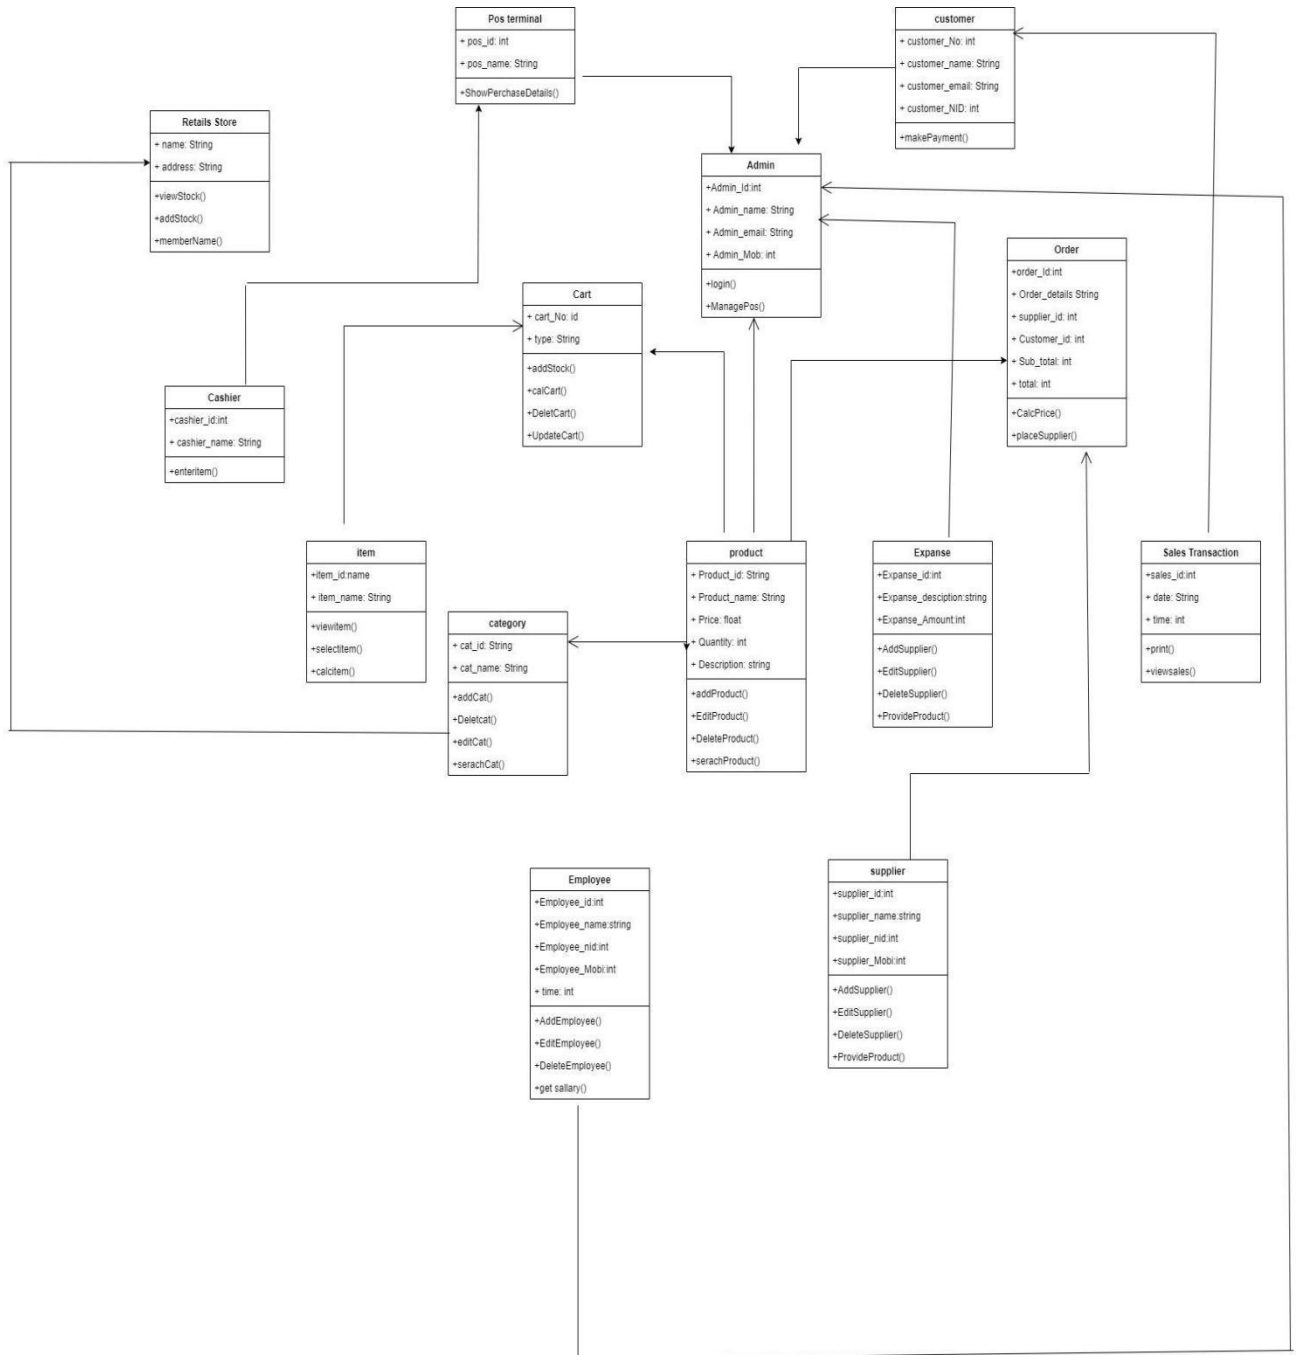 Pos terminal
+ pos_id: int
+ pos_name: String
+ShowPerchaseDetails()
customer
+ customer_No: int
+ customer_name: String
+ customer_email: String
+ customer_NID: int
+makePayment()
Retails Store
+ name: String
+ address: String
+viewStock()
+addStock()
+memberName()
Admin
+Admin_Id:int
+ Admin_name: String
+ Admin_email: String
+ Admin_Mob: int
+login()
+ManagePos()
Order
+order_Id:int
+ Order_details String
+ supplier_id: int
+ Customer_id: int
+ Sub_total: int
+ total: int
+CalcPrice()
+placeSupplier()
Cart
+ cart_No: id
+ type: String
+addStock()
+calCart()
+DeletCart()
+UpdateCart()
Cashier
+cashier_id:int
+ cashier_name: String
+enteritem()
item
+item_id:name
+ item_name: String
+viewitem()
+selectitem()
+calcitem()
category
+ cat_id: String
+ cat_name: String
+addCat()
+Deletcat()
+editCat()
+serachCat()
product
+ Product_id: String
+ Product_name: String
+ Price: float
+ Quantity: int
+ Description: string
+addProduct()
+EditProduct()
+DeleteProduct()
+serachProduct()
Expanse
+Expanse_id:int
+Expanse_desciption:string
+Expanse_Amount:int
+AddSupplier()
+EditSupplier()
+DeleteSupplier()
+ProvideProduct()
Sales Transaction
+sales_id:int
+ date: String
+ time: int
+print()
+viewsales()
Employee
+Employee_id:int
+Employee_name:string
+Employee_nid:int
+Employee_Mobi:int
+ time: int
+AddEmployee()
+EditEmployee()
+DeleteEmployee()
+get sallary()
supplier
+supplier_id:int
+supplier_name:string
+supplier_nid:int
+supplier_Mobi:int
+AddSupplier()
+EditSupplier()
+DeleteSupplier()
+ProvideProduct()